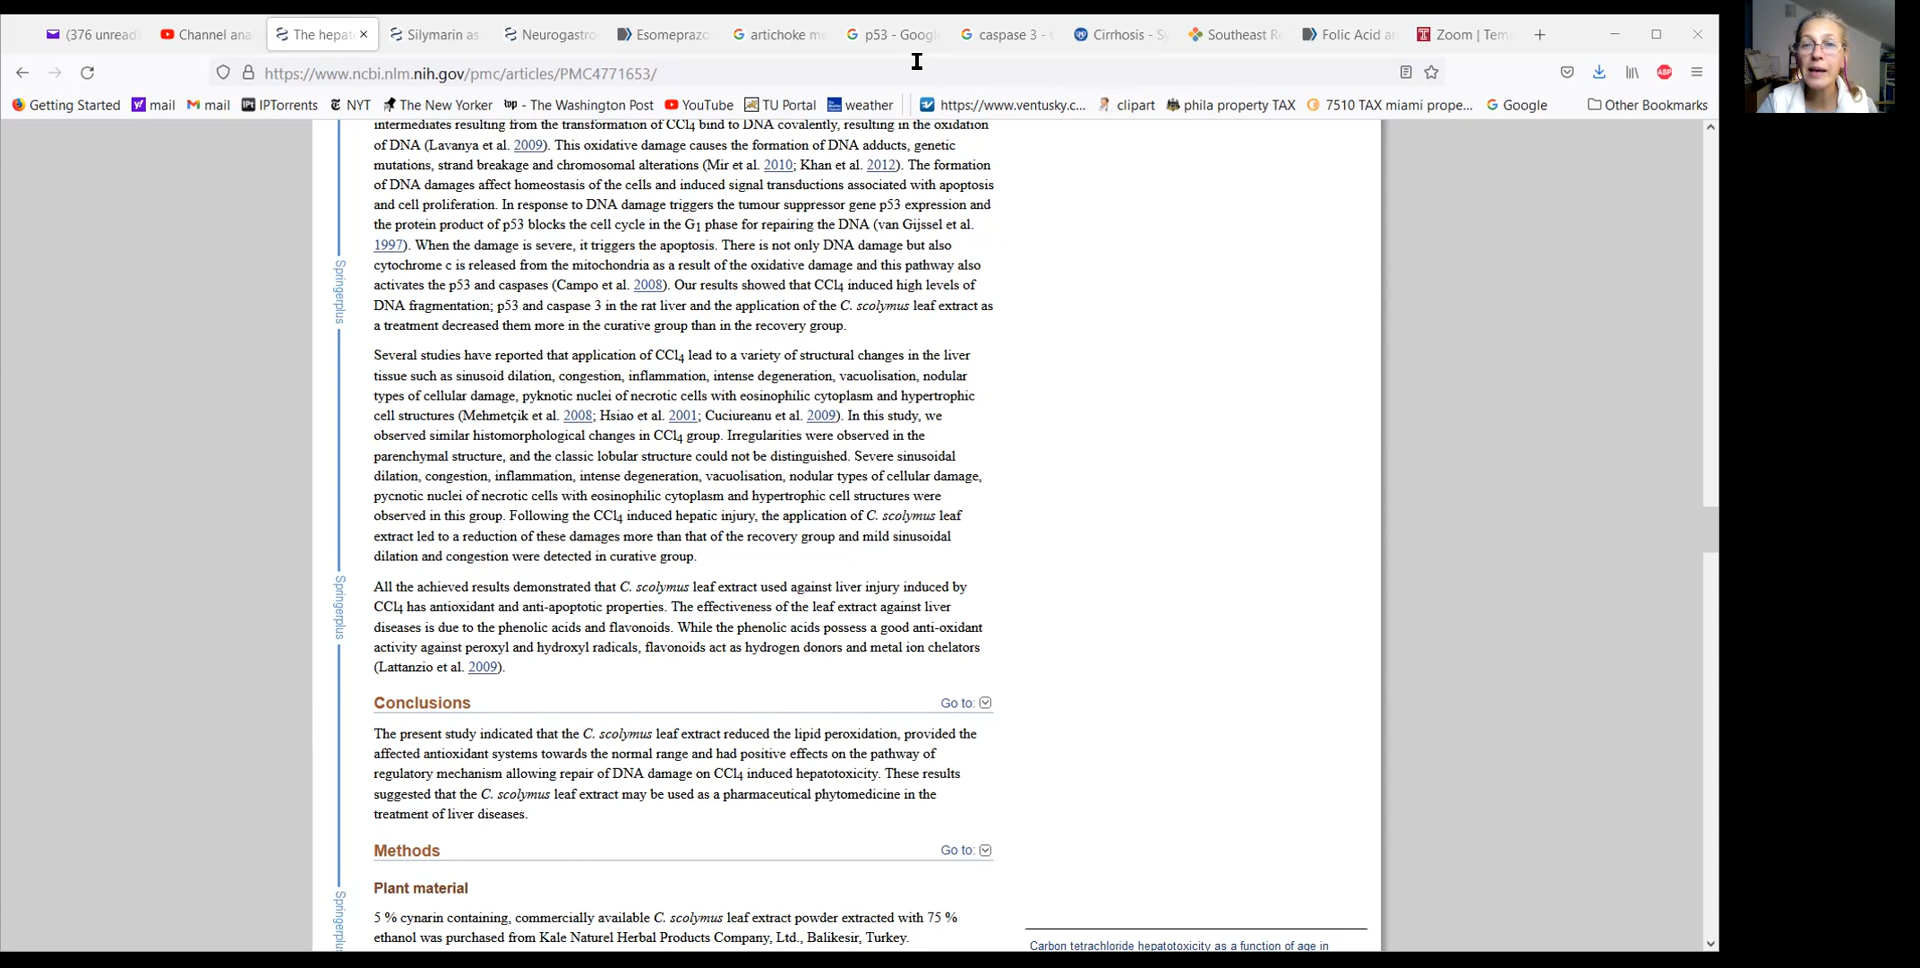 (376 unread
Channel ana
The hepat
Silymarin as
Neurogastro
Esomeprazo
artichoke me
p53 - Google
caspase 3 - G
Cirrhosis - Sy
Southeast Re
Folic Acid an
Zoom | Tem
https://www.ncbi.nlm.nih.gov/pmc/articles/PMC4771653/
ABP
Getting Started mail mail IPTorrents NYT The New Yorker wp - The Washington Post YouTube TU Portal weather https://www.ventusky.c... clipart phila property TAX 7510 TAX miami prope... Google Other Bookmarks
intermediates resulting from the transformation of CCl4 bind to DNA covalently, resulting in the oxidation
of DNA (Lavanya et al. 2009). This oxidative damage causes the formation of DNA adducts, genetic
mutations, strand breakage and chromosomal alterations (Mir et al. 2010; Khan et al. 2012). The formation
of DNA damages affect homeostasis of the cells and induced signal transductions associated with apoptosis
and cell proliferation. In response to DNA damage triggers the tumour suppressor gene p53 expression and
the protein product of p53 blocks the cell cycle in the G1 phase for repairing the DNA (van Gijssel et al.
1997). When the damage is severe, it triggers the apoptosis. There is not only DNA damage but also
cytochrome c is released from the mitochondria as a result of the oxidative damage and this pathway also
activates the p53 and caspases (Campo et al. 2008). Our results showed that CCl4 induced high levels of
DNA fragmentation; p53 and caspase 3 in the rat liver and the application of the C. scolymus leaf extract as
a treatment decreased them more in the curative group than in the recovery group.
Several studies have reported that application of CCl4 lead to a variety of structural changes in the liver
tissue such as sinusoid dilation, congestion, inflammation, intense degeneration, vacuolisation, nodular
types of cellular damage, pyknotic nuclei of necrotic cells with eosinophilic cytoplasm and hypertrophic
cell structures (Mehmetçik et al. 2008; Hsiao et al. 2001; Cuciureanu et al. 2009). In this study, we
observed similar histomorphological changes in CCl4 group. Irregularities were observed in the
parenchymal structure, and the classic lobular structure could not be distinguished. Severe sinusoidal
dilation, congestion, inflammation, intense degeneration, vacuolisation, nodular types of cellular damage,
pycnotic nuclei of necrotic cells with eosinophilic cytoplasm and hypertrophic cell structures were
observed in this group. Following the CCl4 induced hepatic injury, the application of C. scolymus leaf
extract led to a reduction of these damages more than that of the recovery group and mild sinusoidal
dilation and congestion were detected in curative group.
All the achieved results demonstrated that C. scolymus leaf extract used against liver injury induced by
CCl4 has antioxidant and anti-apoptotic properties. The effectiveness of the leaf extract against liver
diseases is due to the phenolic acids and flavonoids. While the phenolic acids possess a good anti-oxidant
activity against peroxyl and hydroxyl radicals, flavonoids act as hydrogen donors and metal ion chelators
(Lattanzio et al. 2009).
Conclusions Go to:
The present study indicated that the C. scolymus leaf extract reduced the lipid peroxidation, provided the
affected antioxidant systems towards the normal range and had positive effects on the pathway of
regulatory mechanism allowing repair of DNA damage on CCl4 induced hepatotoxicity. These results
suggested that the C. scolymus leaf extract may be used as a pharmaceutical phytomedicine in the
treatment of liver diseases.
Methods Go to:
Plant material
5 % cynarin containing, commercially available C. scolymus leaf extract powder extracted with 75 %
ethanol was purchased from Kale Naturel Herbal Products Company, Ltd., Balikesir, Turkey.
Springerplus
Springerplus
Springerplus
Carbon tetrachloride hepatotoxicity as a function of age in